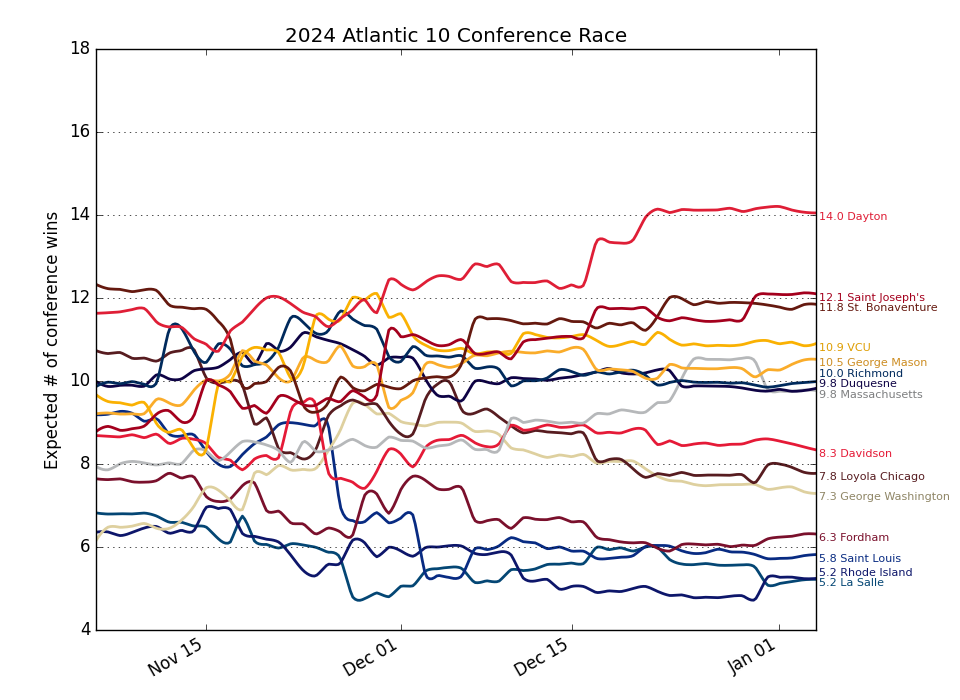 2024 Atlantic 10 Conference Race
Expected # of conference wins
18
16
14
12
10
8
6
4
Nov 15
Dec 01
Dec 15
Jan 01
14.0 Dayton
12.1 Saint Joseph's
11.8 St. Bonaventure
10.9 VCU
10.5 George Mason
10.0 Richmond
9.8 Duquesne
9.8 Massachusetts
8.3 Davidson
7.8 Loyola Chicago
7.3 George Washington
6.3 Fordham
5.8 Saint Louis
5.2 Rhode Island
5.2 La Salle